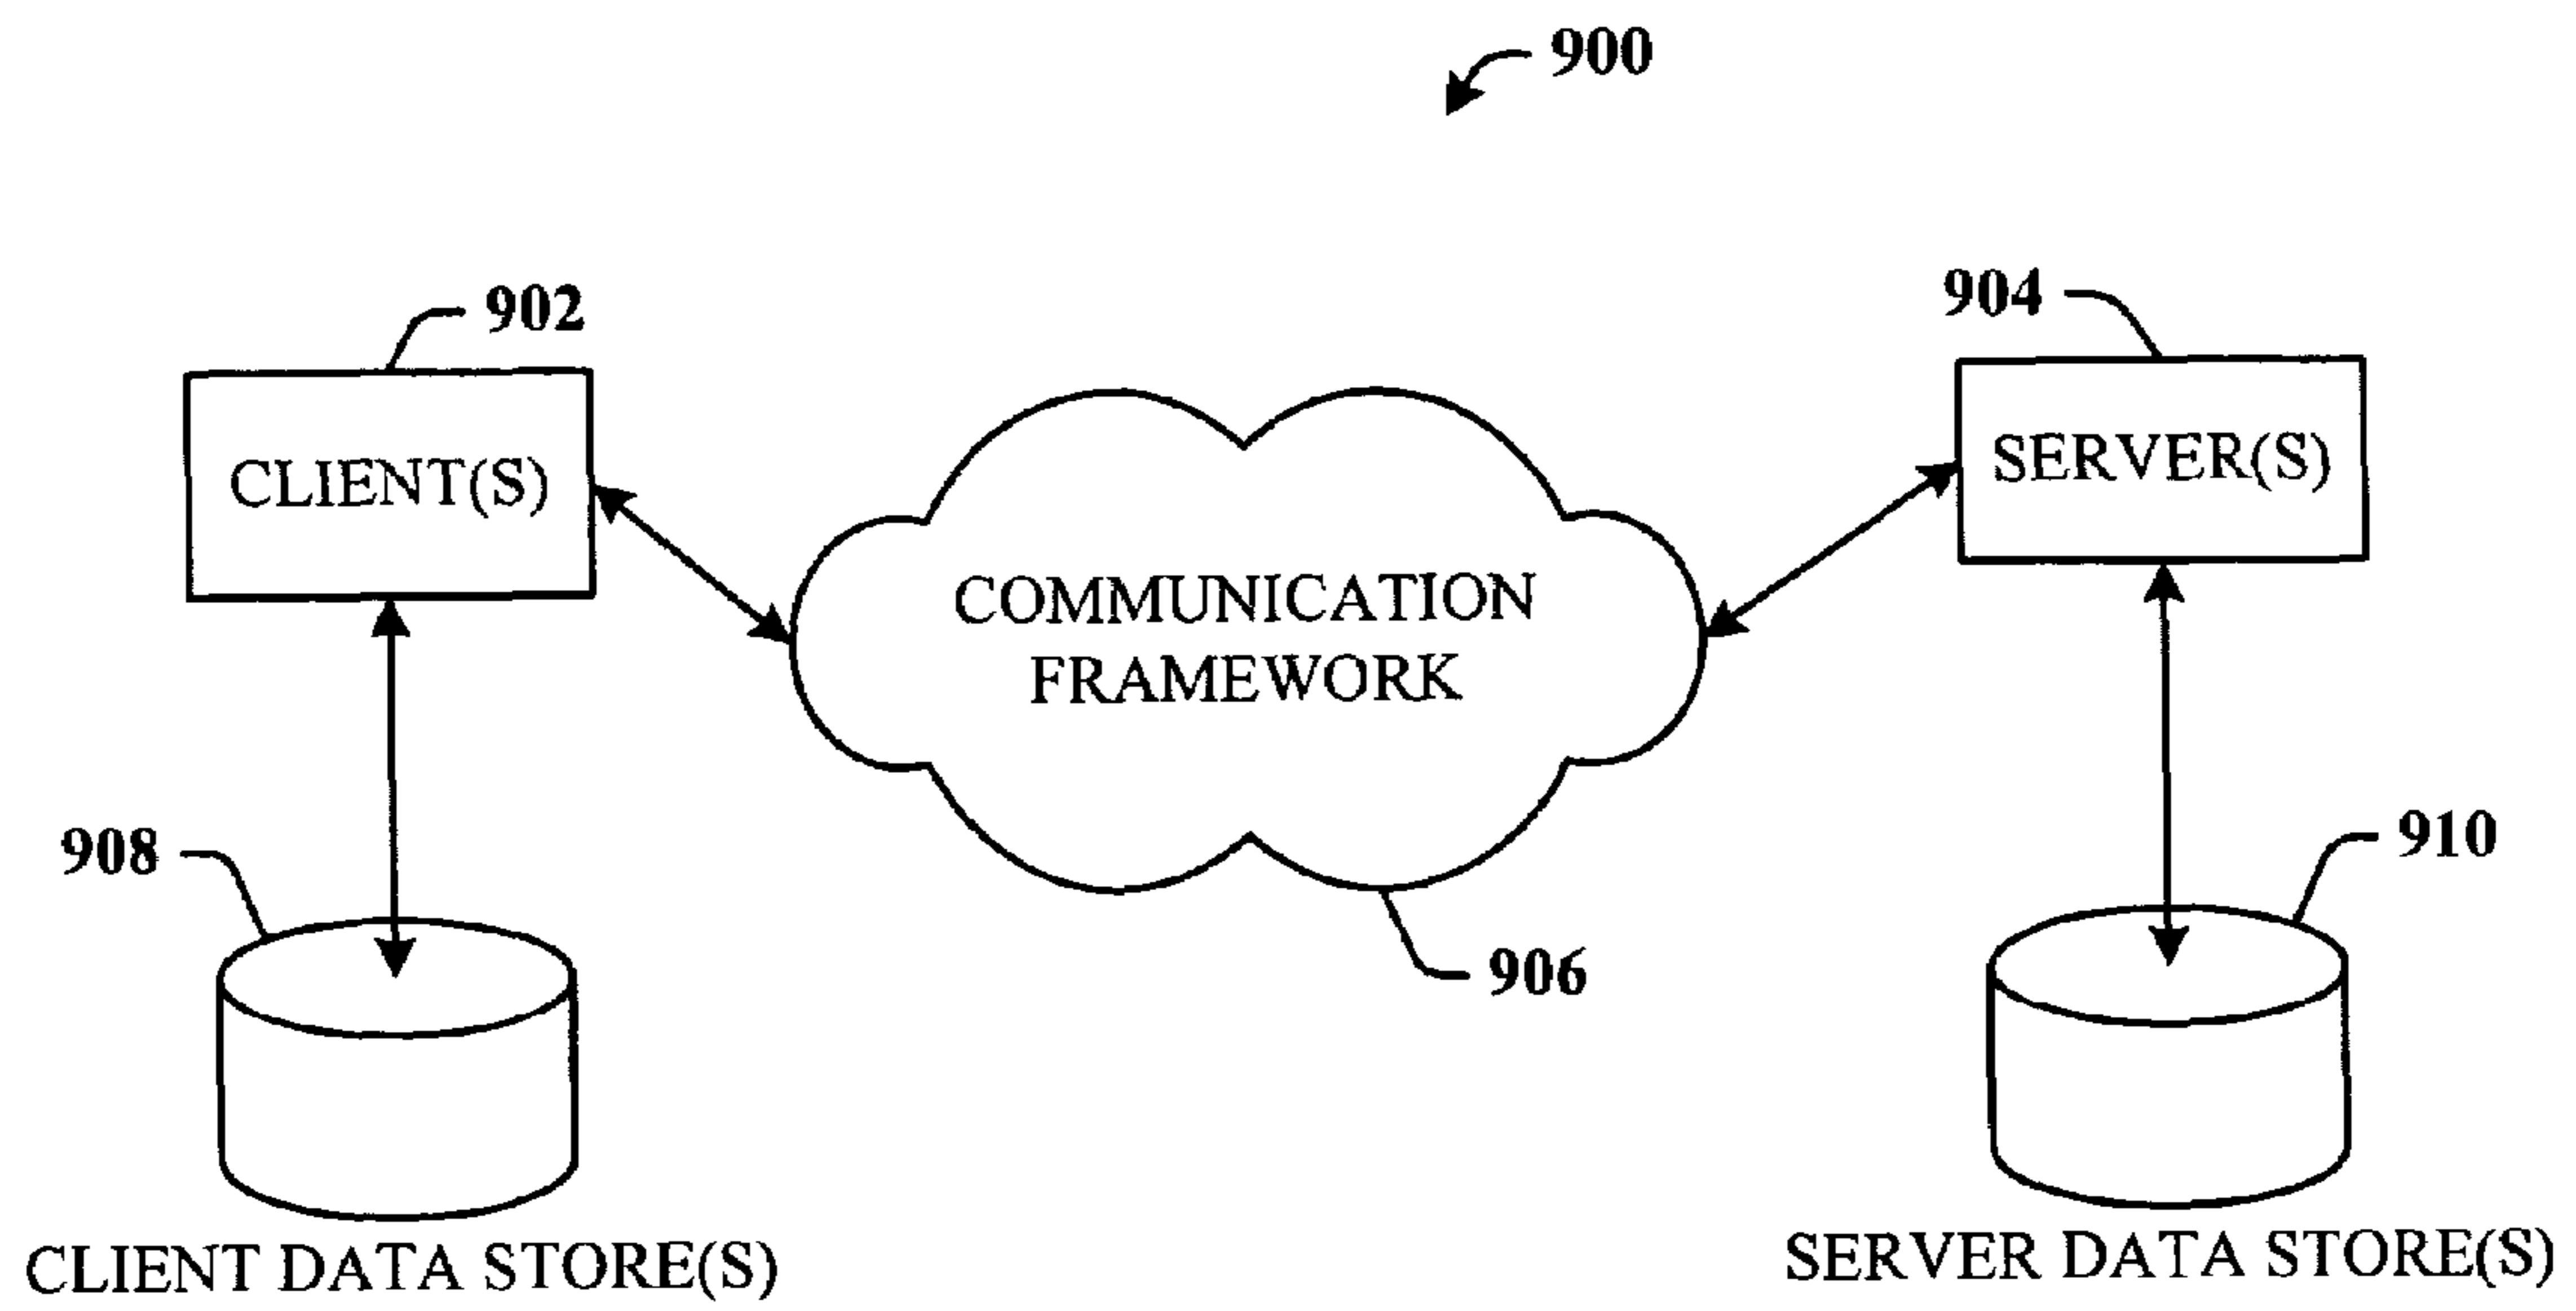 900
902
904
CLIENT(S)
SERVER(S)
COMMUNICATION
FRAMEWORK
908
910
906
CLIENT DATA STORE(S)
SERVER DATA STORE(S)